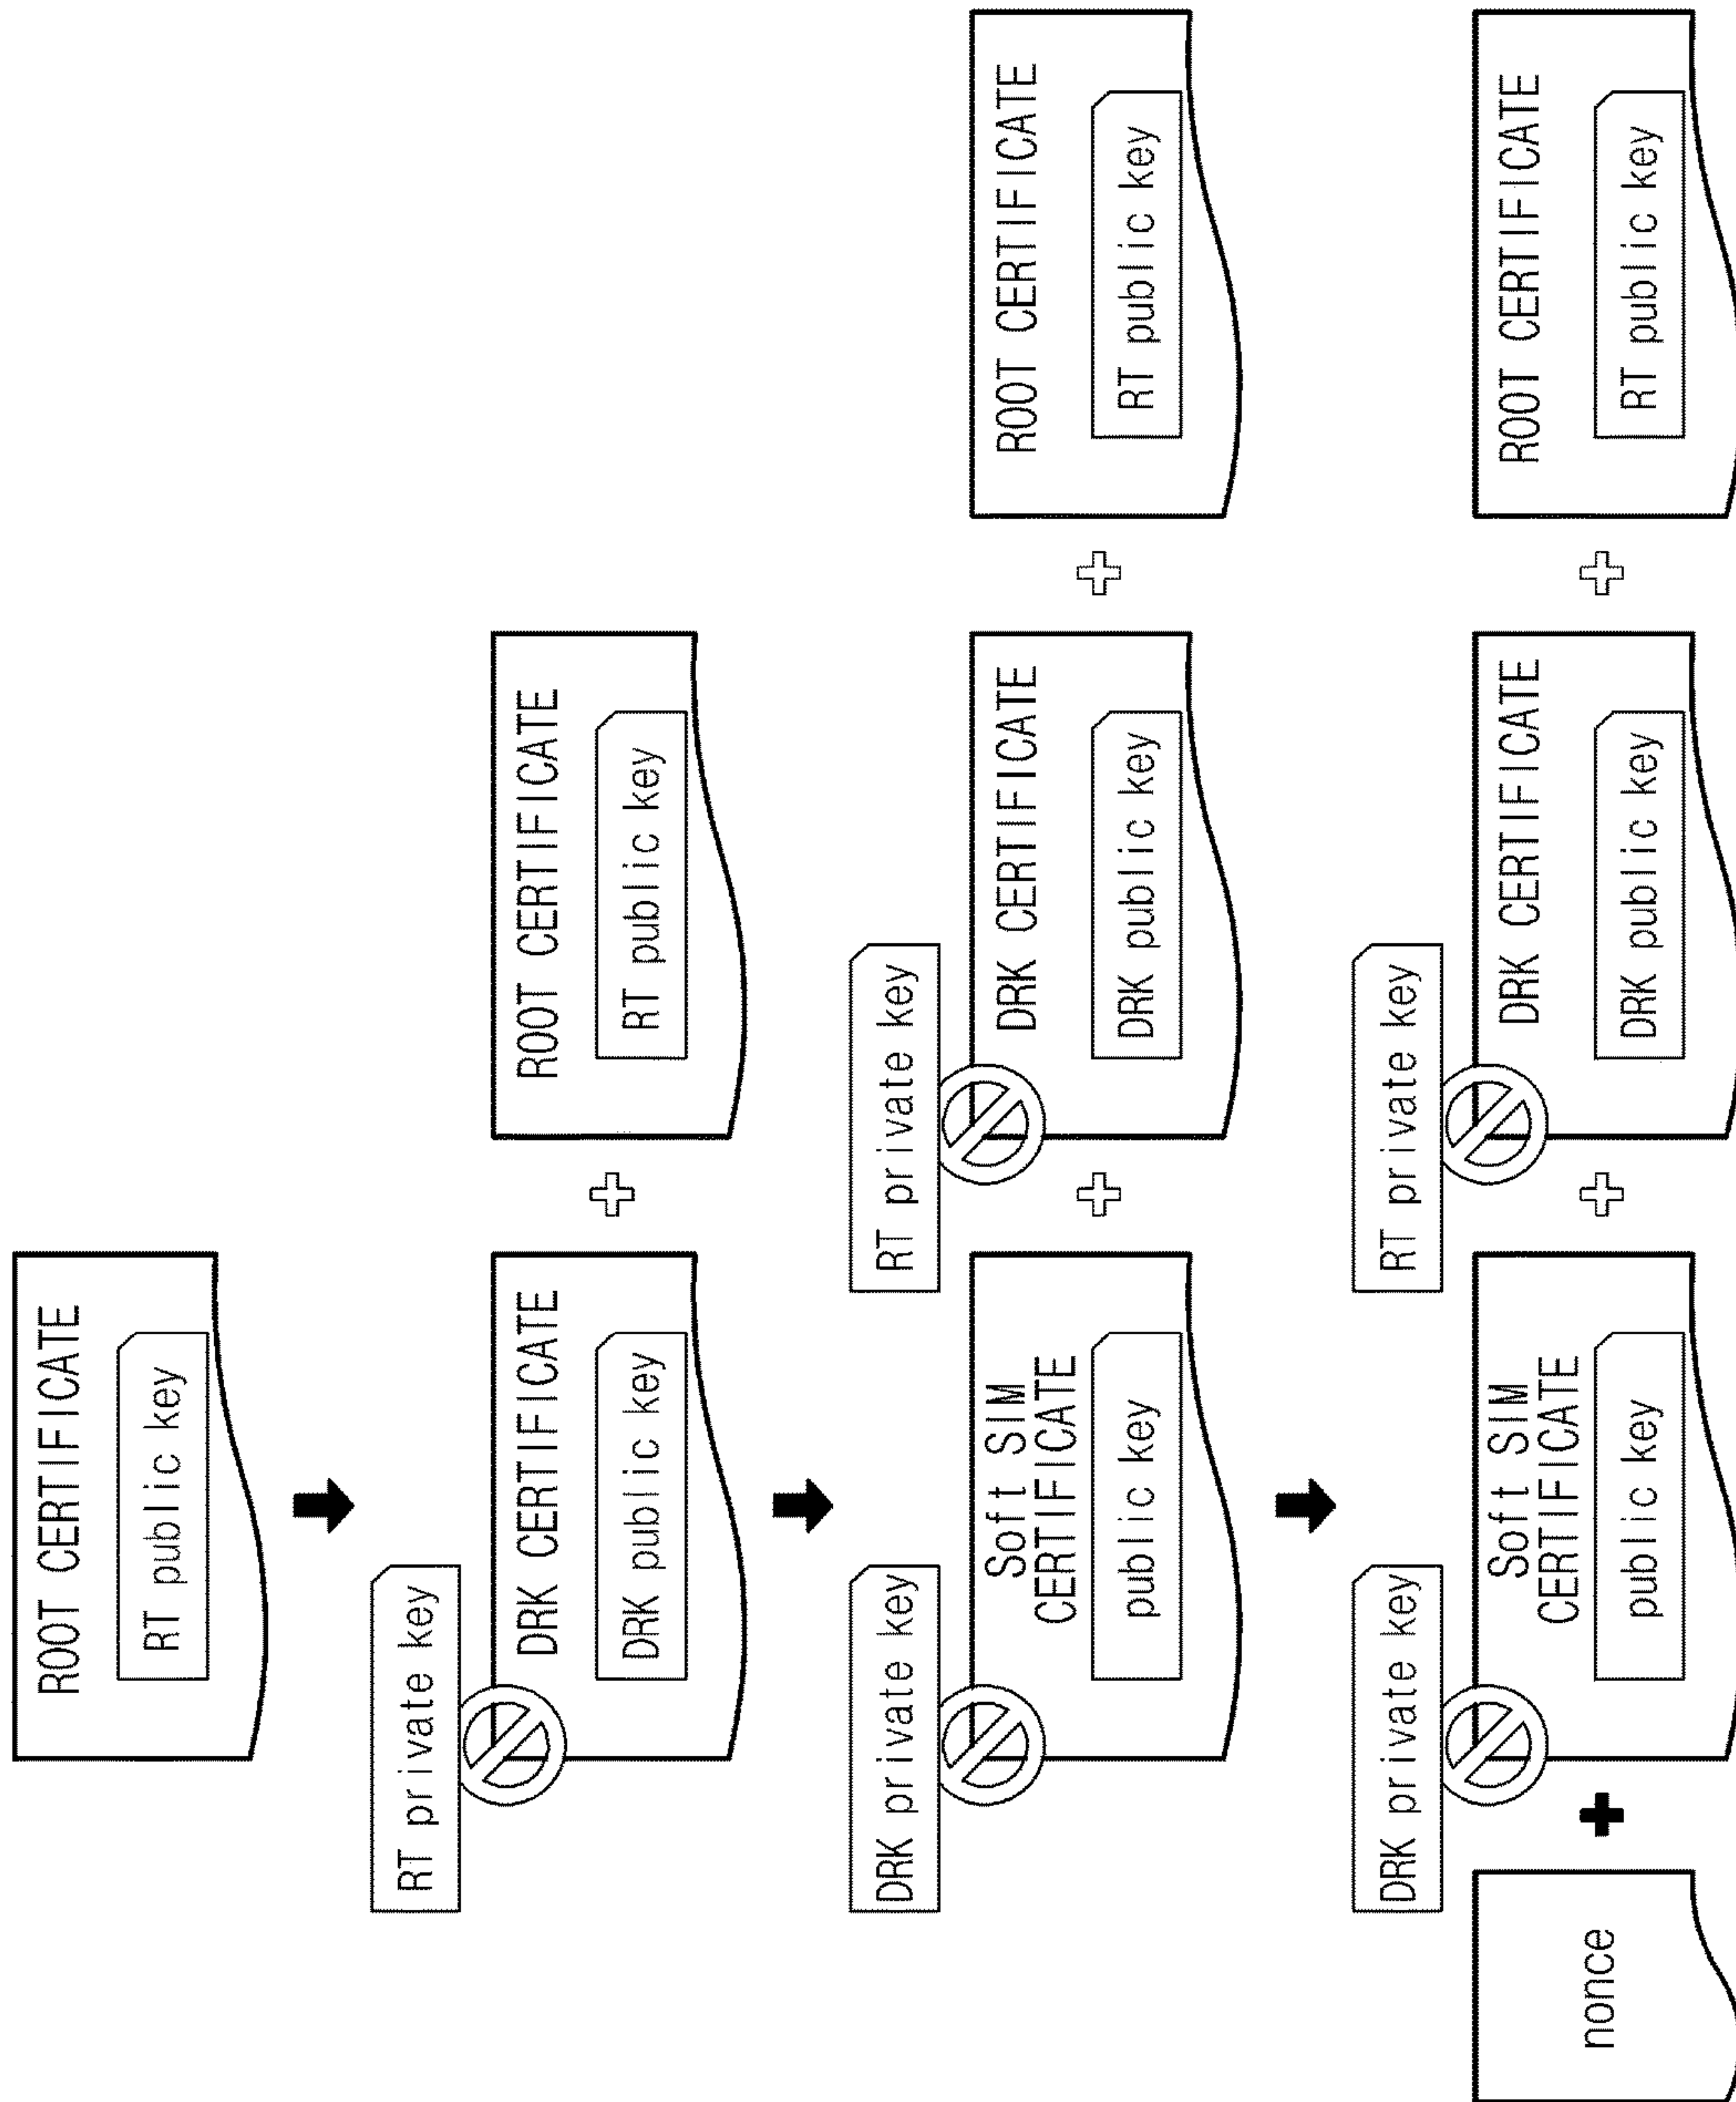 ROOT CERTIFICATE
RT public key
RT private key
DRK CERTIFICATE
DRK public key
ROOT CERTIFICATE
RT public key
DRK private key
Soft SIM
CERTIFICATE
public key
RT private key
DRK CERTIFICATE
DRK public key
ROOT CERTIFICATE
RT public key
nonce
DRK private key
Soft SIM
CERTIFICATE
public key
RT private key
DRK CERTIFICATE
DRK public key
ROOT CERTIFICATE
RT public key